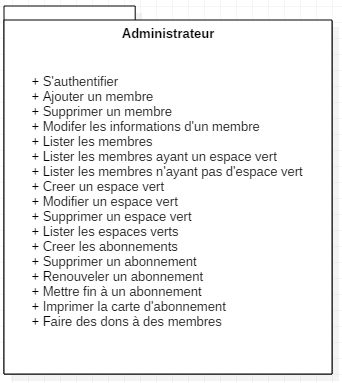 Administrateur
+ S'authentifier
+ Ajouter un membre
+ Supprimer un membre
+ Modifer les informations d'un membre
+ Lister les membres
+ Lister les membres ayant un espace vert
+ Lister les membres n'ayant pas d'espace vert
+ Creer un espace vert
+ Modifier un espace vert
+ Supprimer un espace vert
+ Lister les espaces verts
+ Creer les abonnements
+ Supprimer un abonnement
+ Renouveler un abonnement
+ Mettre fin à un abonnement
+ Imprimer la carte d'abonnement
+ Faire des dons à des membres